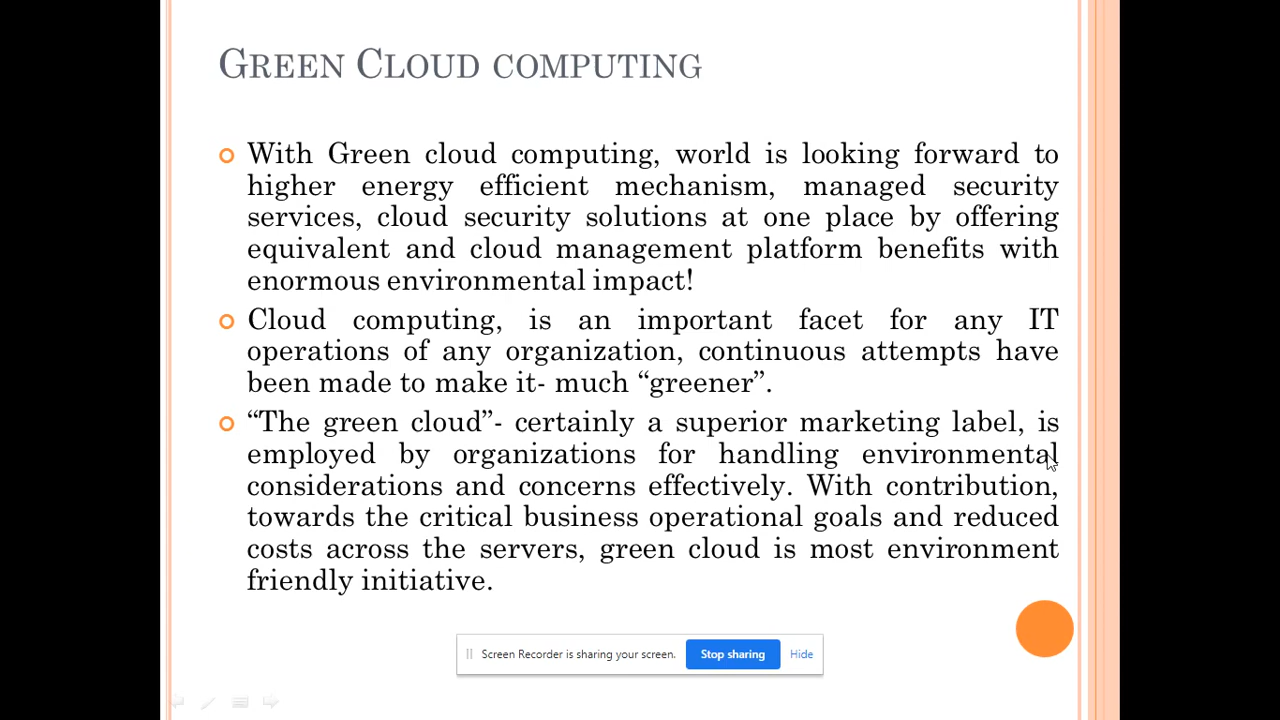 GREEN CLOUD COMPUTING
With Green cloud computing, world is looking forward to
higher energy efficient mechanism, managed security
services, cloud security solutions at one place by offering
equivalent and cloud management platform benefits with
enormous environmental impact!
Cloud computing, is an important facet for any IT
operations of any organization, continuous attempts have
been made to make it- much “greener”.
“The green cloud”- certainly a superior marketing label, is
employed by organizations for handling environmental
considerations and concerns effectively. With contribution,
towards the critical business operational goals and reduced
costs across the servers, green cloud is most environment
friendly initiative.
Screen Recorder is sharing your screen. Stop sharing Hide